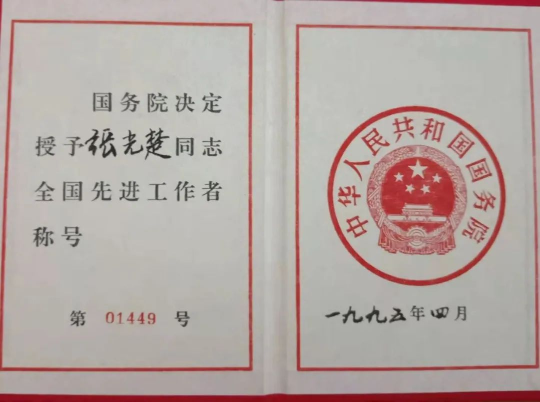 国务院决定
授予張光楚同志
全国先进工作者
称号
第 01449 号
中华人民共和国国务院
一九九五年四月